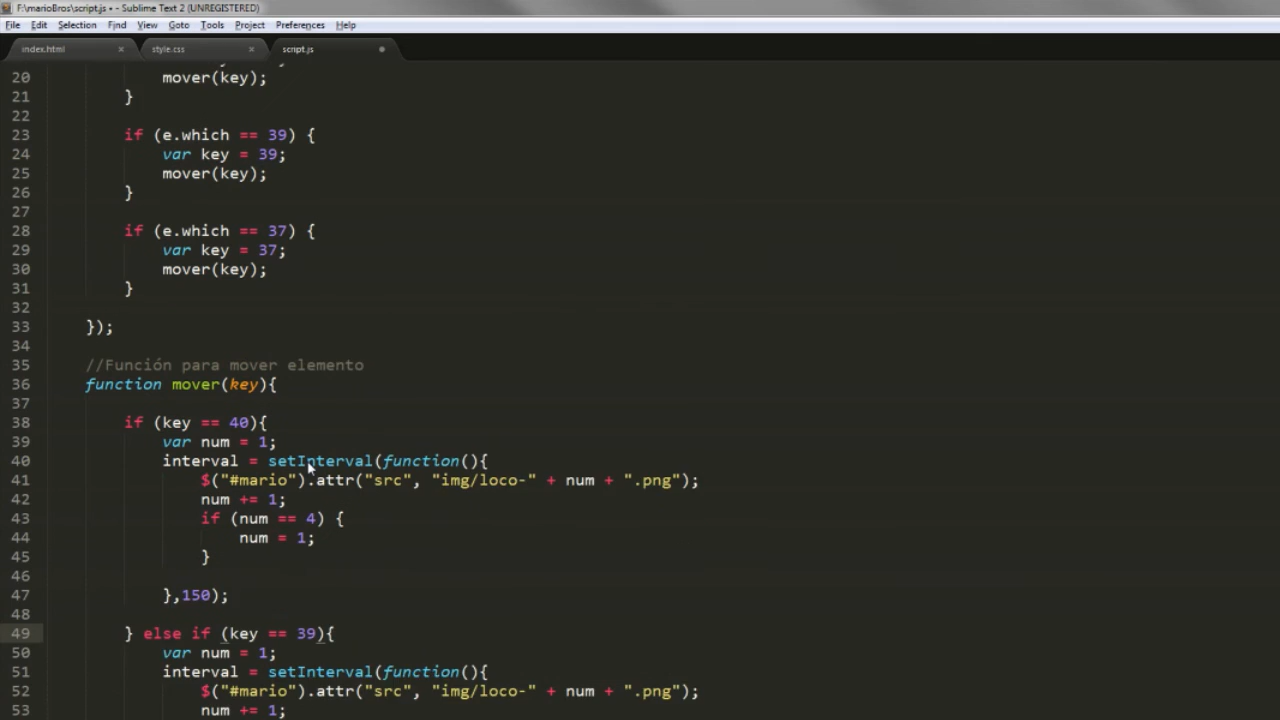 F:\marioBros\script.js • - Sublime Text 2 (UNREGISTERED)
File Edit Selection Find View Goto Tools Project Preferences Help
index.html × style.css × script.js
20 mover(key);
21 }
22
23 if (e.which == 39) {
24 var key = 39;
25 mover(key);
26 }
27
28 if (e.which == 37) {
29 var key = 37;
30 mover(key);
31 }
32
33 });
34
35 //Función para mover elemento
36 function mover(key){
37
38 if (key == 40){
39 var num = 1;
40 interval = setInterval(function(){
41 $("#mario").attr("src", "img/loco-" + num + ".png");
42 num += 1;
43 if (num == 4) {
44 num = 1;
45 }
46
47 },150);
48
49 } else if (key == 39){
50 var num = 1;
51 interval = setInterval(function(){
52 $("#mario").attr("src", "img/loco-" + num + ".png");
53 num += 1;